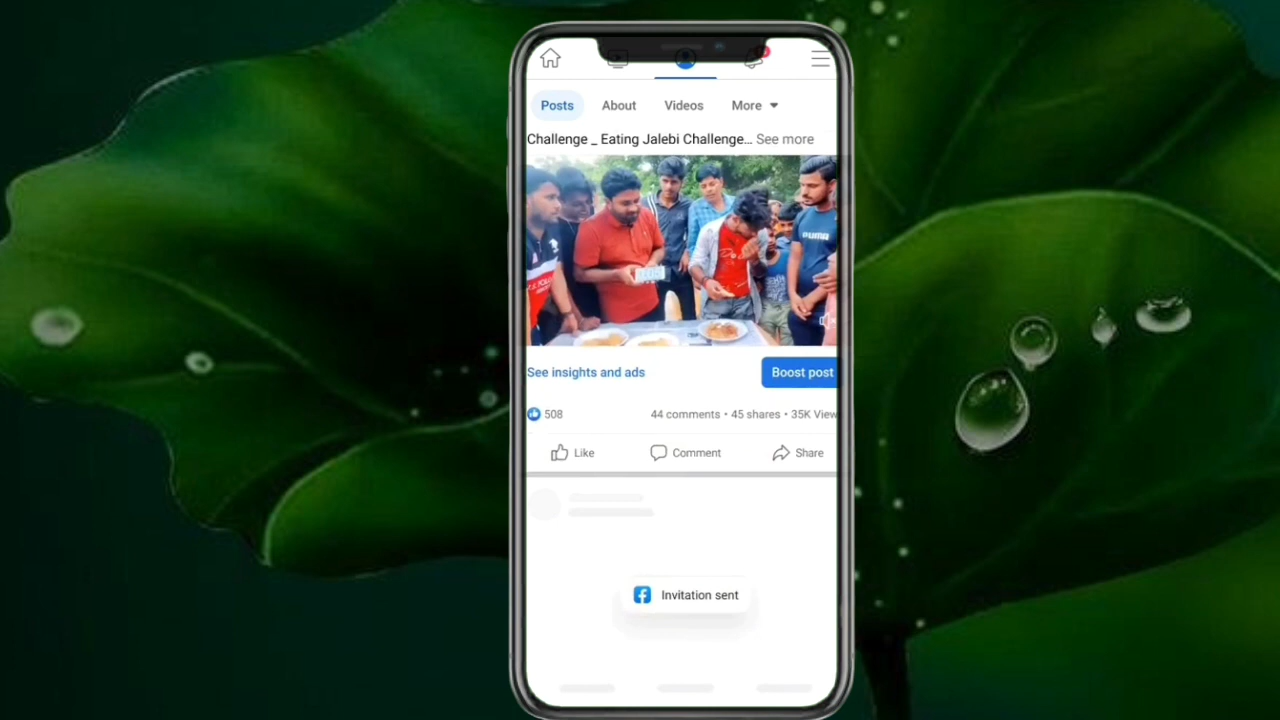 Posts About Videos More
Challenge _ Eating Jalebi Challenge... See more
PUMA
See insights and ads Boost post
508 44 comments • 45 shares • 35K View
Like Comment Share
Invitation sent